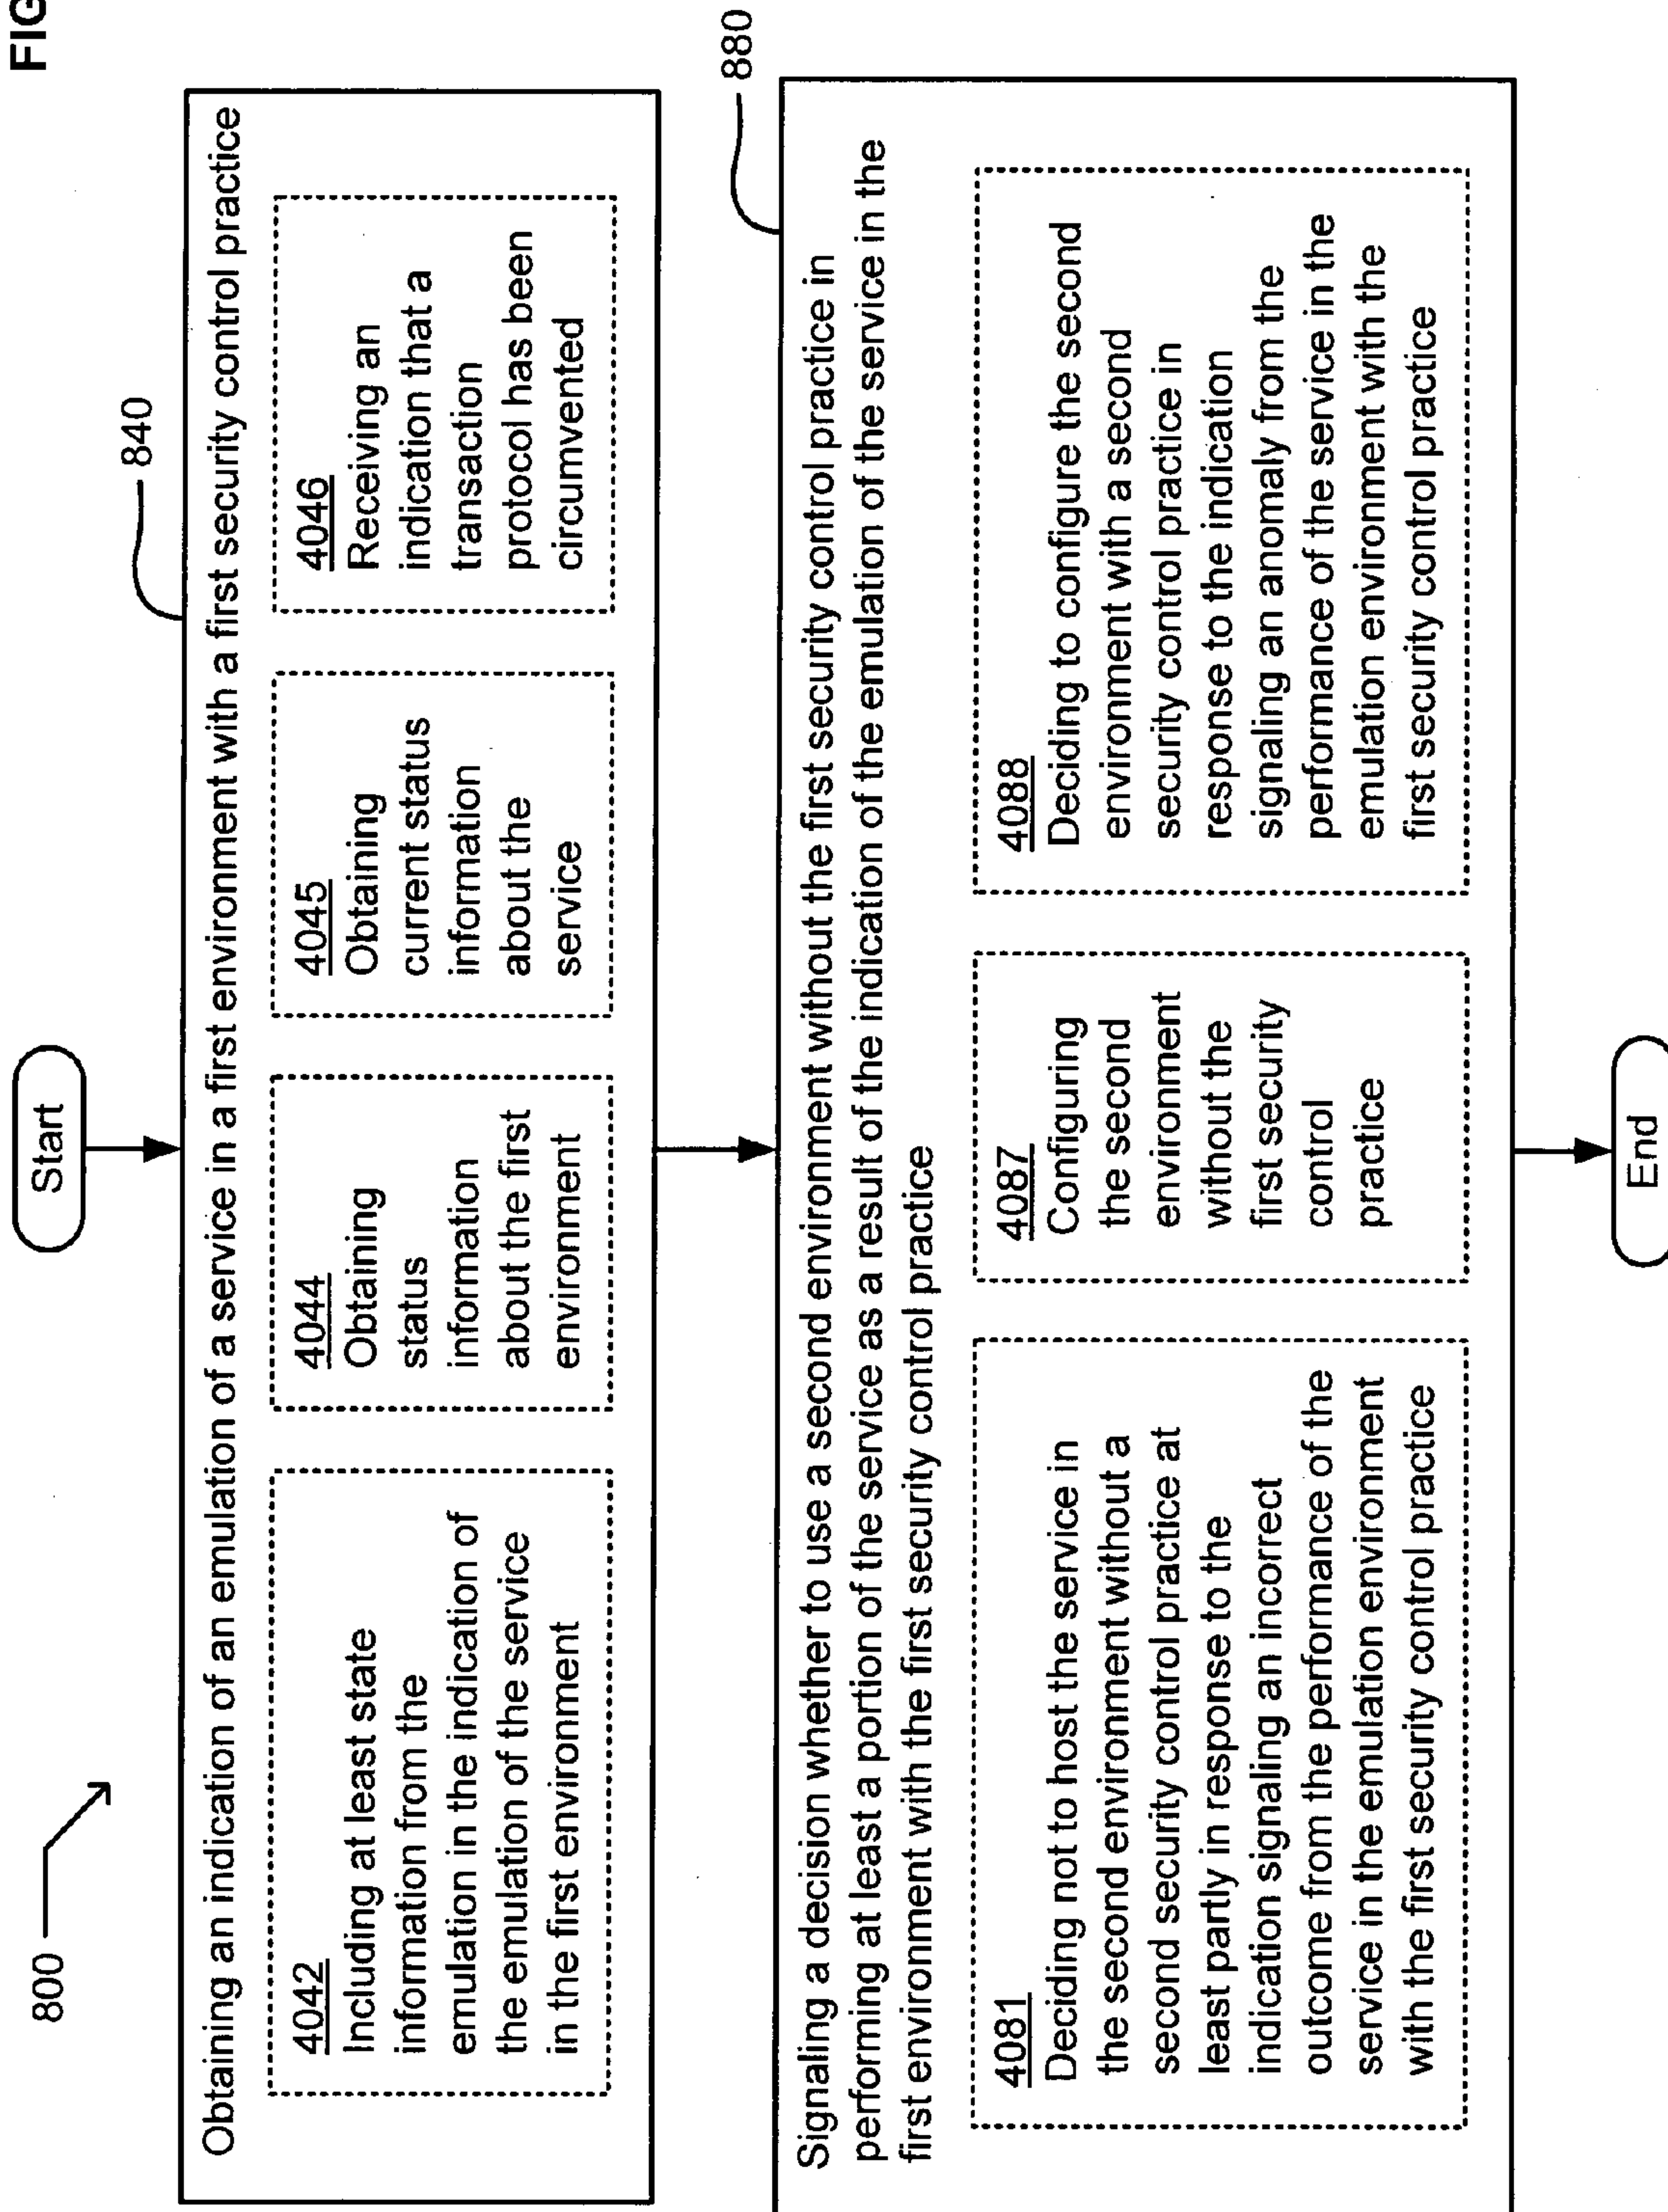 FIG
800
Start
840
Obtaining an indication of an emulation of a service in a first environment with a first security control practice
4042
Including at least state
information from the
emulation in the indication of
the emulation of the service
in the first environment
4044
Obtaining
status
information
about the first
environment
4045
Obtaining
current status
information
about the
service
4046
Receiving an
indication that a
transaction
protocol has been
circumvented
880
Signaling a decision whether to use a second environment without the first security control practice in
performing at least a portion of the service as a result of the indication of the emulation of the service in the
first environment with the first security control practice
4081
Deciding not to host the service in
the second environment without a
second security control practice at
least partly in response to the
indication signaling an incorrect
outcome from the performance of the
service in the emulation environment
with the first security control practice
4087
Configuring
the second
environment
without the
first security
control
practice
4088
Deciding to configure the second
environment with a second
security control practice in
response to the indication
signaling an anomaly from the
performance of the service in the
emulation environment with the
first security control practice
End